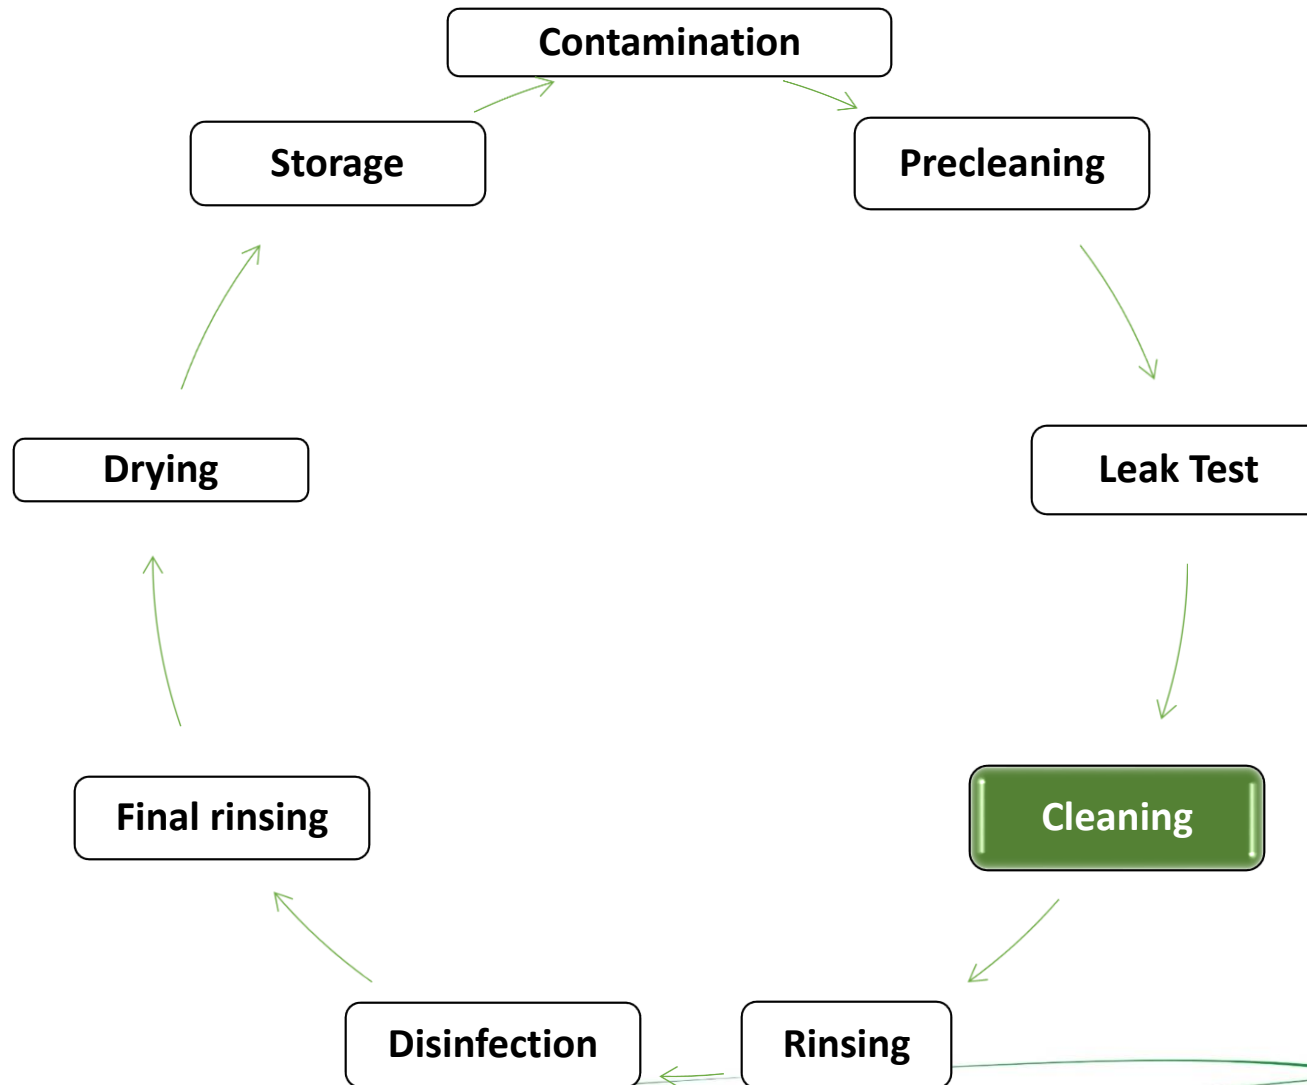 Contamination
Precleaning
Leak Test
Cleaning
Rinsing
Disinfection
Final rinsing
Drying
Storage